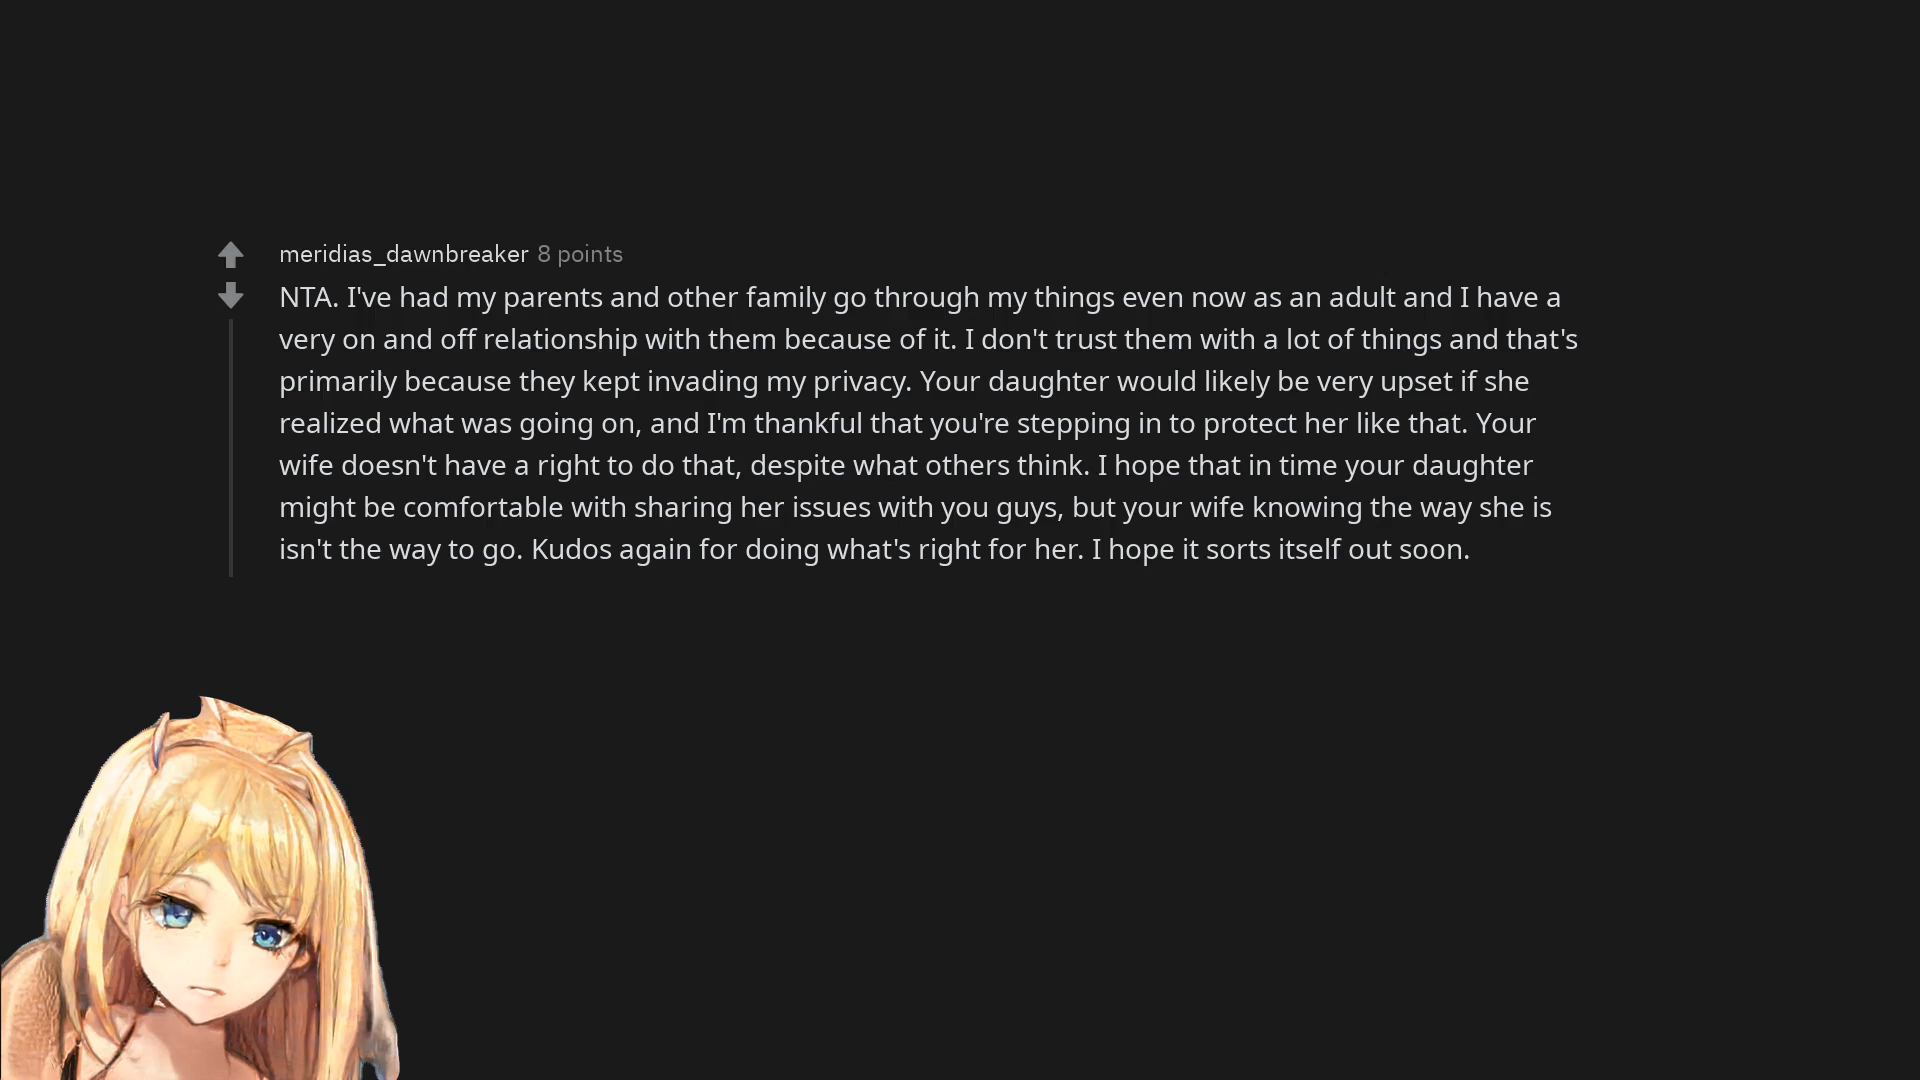 meridias_dawnbreaker 8 points
NTA. I've had my parents and other family go through my things even now as an adult and I have a
very on and off relationship with them because of it. I don't trust them with a lot of things and that's
primarily because they kept invading my privacy. Your daughter would likely be very upset if she
realized what was going on, and I'm thankful that you're stepping in to protect her like that. Your
wife doesn't have a right to do that, despite what others think. I hope that in time your daughter
might be comfortable with sharing her issues with you guys, but your wife knowing the way she is
isn't the way to go. Kudos again for doing what's right for her. I hope it sorts itself out soon.